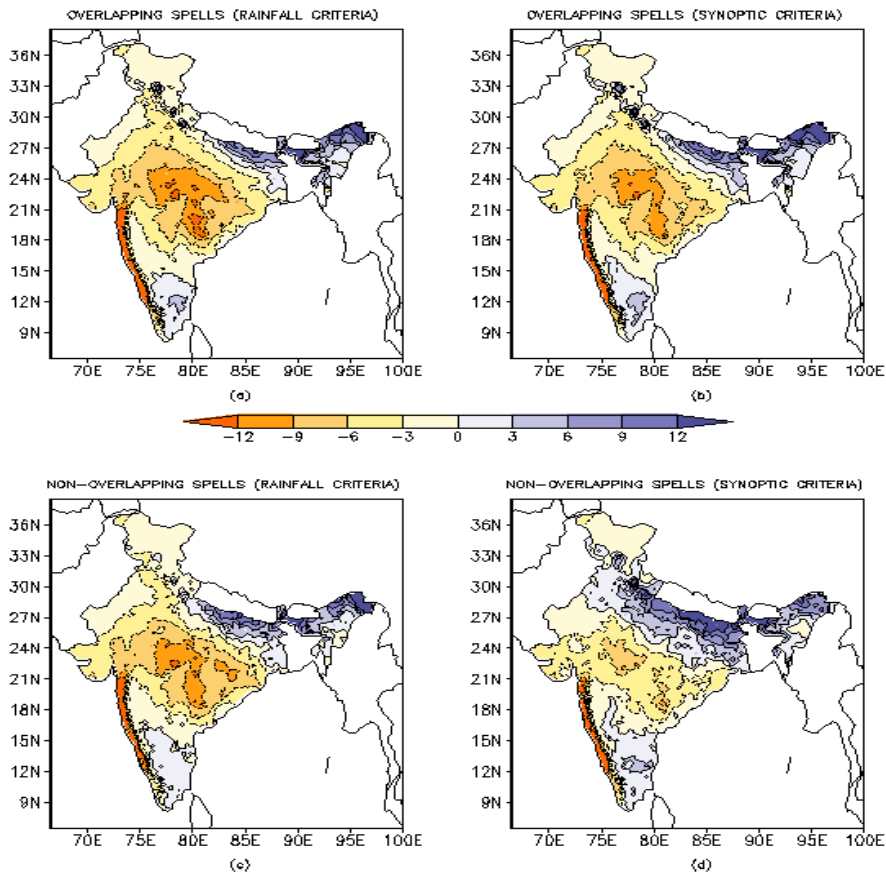 OVERLAPPING SPELLS (RAINFALL CRITERIA)
36N
33N
30N
27N
24N
21N
18N
15N
12N
9N
70E 75E 80E 85E 90E 95E 100E
(a)
OVERLAPPING SPELLS (SYNOPTIC CRITERIA)
36N
33N
30N
27N
24N
21N
18N
15N
12N
9N
70E 75E 80E 85E 90E 95E 100E
(b)
-12 -9 -6 -3 0 3 6 9 12
NON-OVERLAPPING SPELLS (RAINFALL CRITERIA)
36N
33N
30N
27N
24N
21N
18N
15N
12N
9N
70E 75E 80E 85E 90E 95E 100E
(c)
NON-OVERLAPPING SPELLS (SYNOPTIC CRITERIA)
36N
33N
30N
27N
24N
21N
18N
15N
12N
9N
70E 75E 80E 85E 90E 95E 100E
(d)